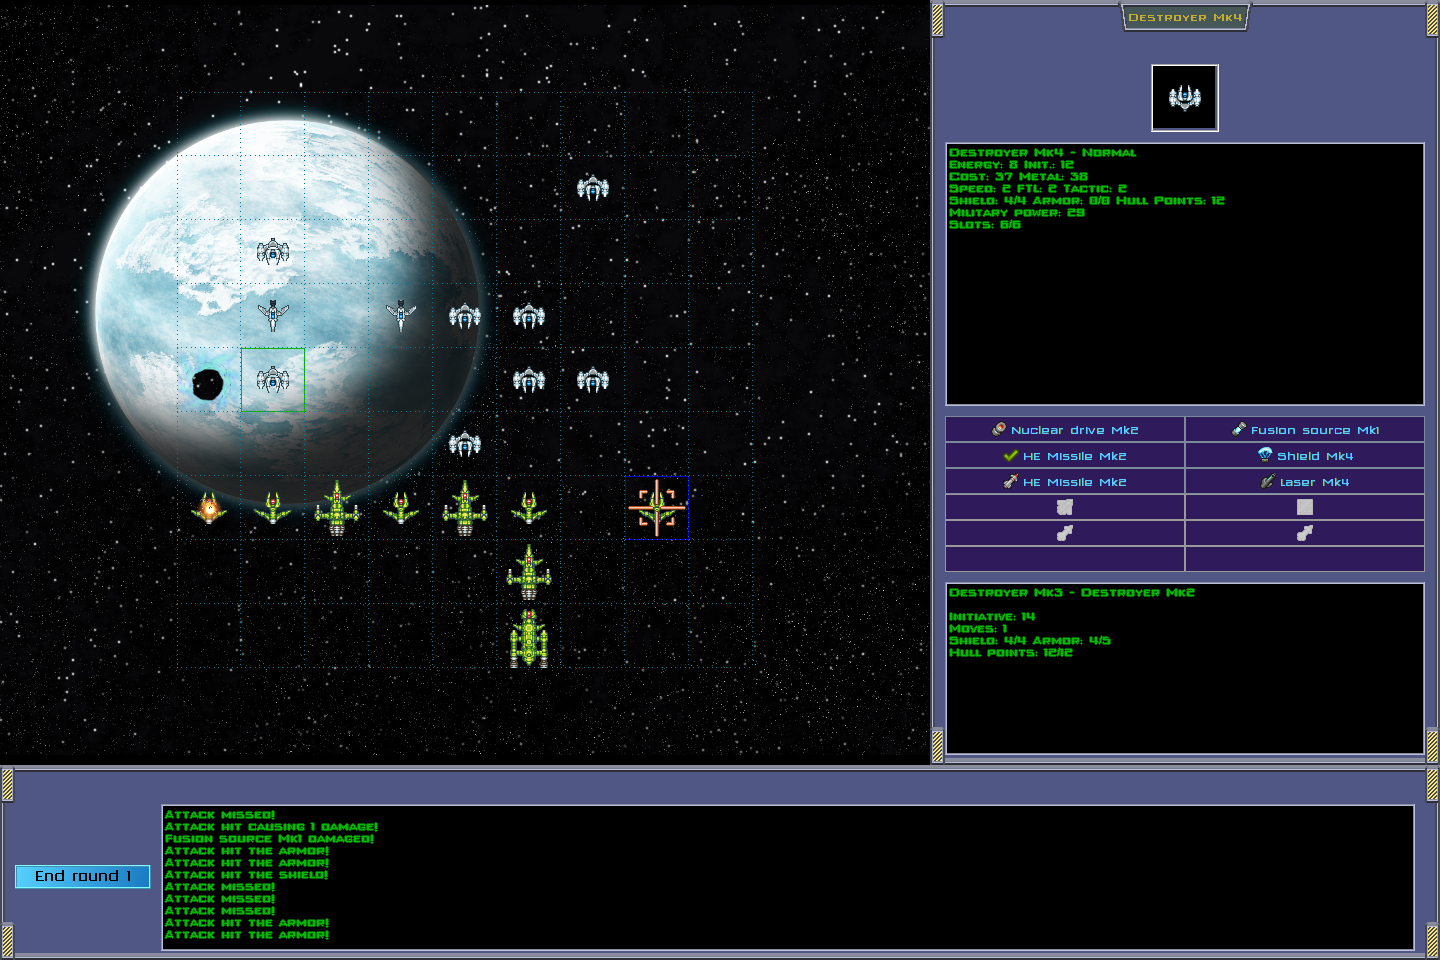 Destroyer Mk4
Destroyer Mk4 - Normal
Energy: 8 Init.: 12
Cost: 37 Metal: 38
Speed: 2 FTL: 2 Tactic: 2
Shield: 4/4 Armor: 0/0 Hull Points: 12
Military power: 29
Slots: 6/6
Nuclear drive Mk2
Fusion source Mk1
HE Missile Mk2
Shield Mk4
HE Missile Mk2
Laser Mk4
Destroyer Mk3 - Destroyer Mk2
Initiative: 14
Moves: 1
Shield: 4/4 Armor: 4/5
Hull points: 12/12
End round 1
Attack missed!
Attack hit causing 1 damage!
Fusion source Mk1 damaged!
Attack hit the armor!
Attack hit the armor!
Attack hit the shield!
Attack missed!
Attack missed!
Attack missed!
Attack hit the armor!
Attack hit the armor!